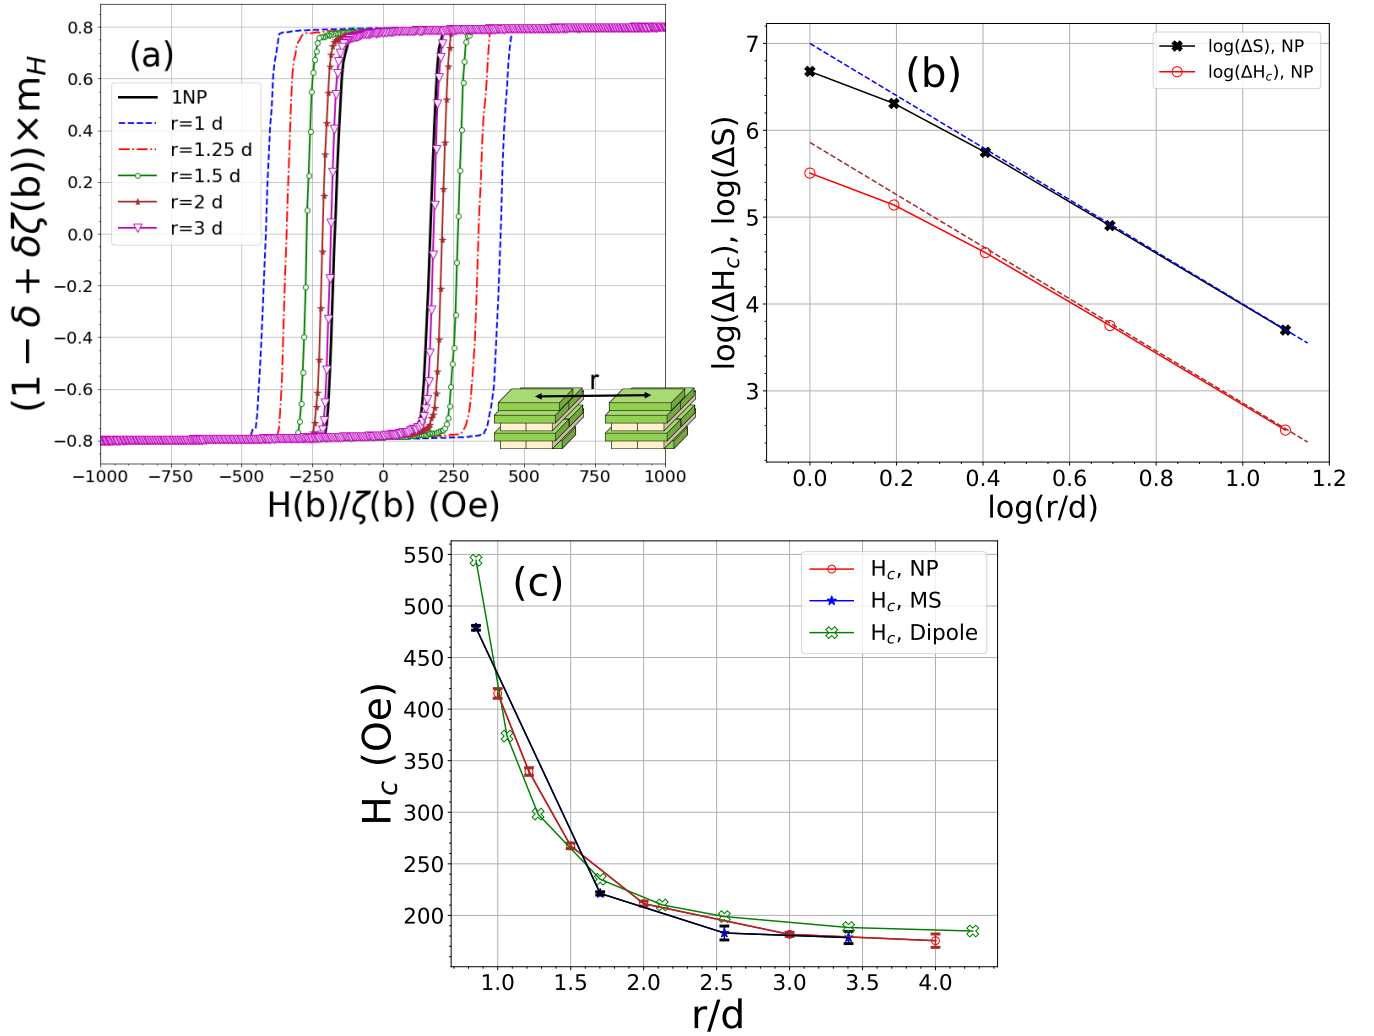 (a)
(1 − δ + δζ(b))×m_H
0.8
0.6
0.4
0.2
0.0
−0.2
−0.4
−0.6
−0.8
1NP
r=1 d
r=1.25 d
r=1.5 d
r=2 d
r=3 d
r
−1000
−750
−500
−250
0
250
500
750
1000
H(b)/ζ(b) (Oe)
(b)
log(ΔH_c), log(ΔS)
7
6
5
4
3
log(ΔS), NP
log(ΔH_c), NP
0.0
0.2
0.4
0.6
0.8
1.0
1.2
log(r/d)
(c)
H_c (Oe)
550
500
450
400
350
300
250
200
H_c, NP
H_c, MS
H_c, Dipole
1.0
1.5
2.0
2.5
3.0
3.5
4.0
r/d